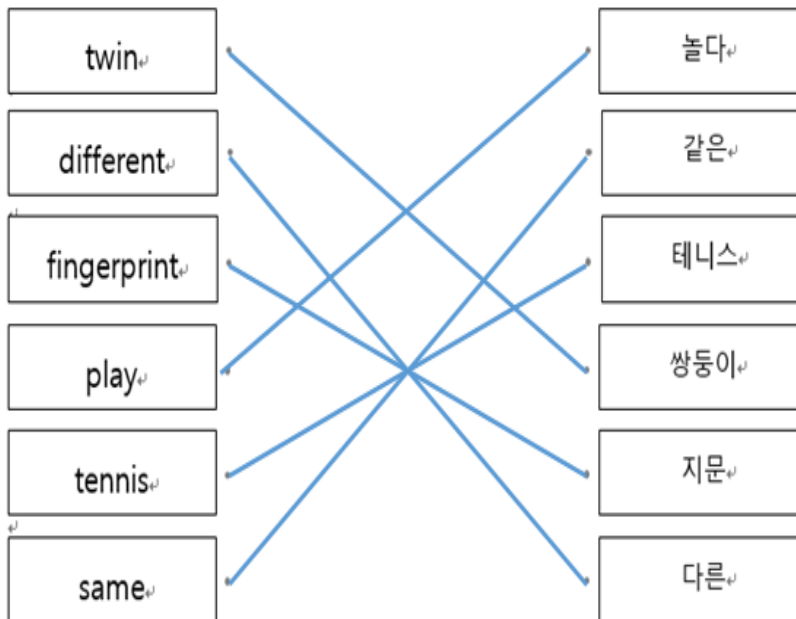 twin 놀다
different 같은
fingerprint 테니스
play 쌍둥이
tennis 지문
same 다른